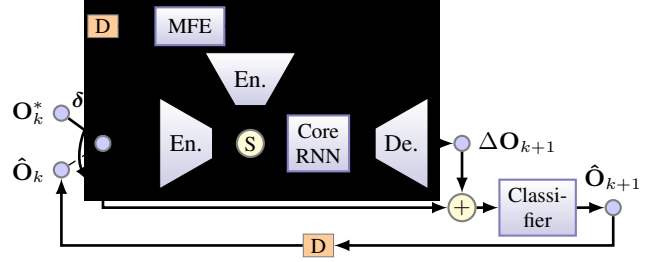 D MFE
En.
O*k δ
En. S Core RNN De. ΔOk+1
Ôk
+ Classi-fier Ôk+1
D